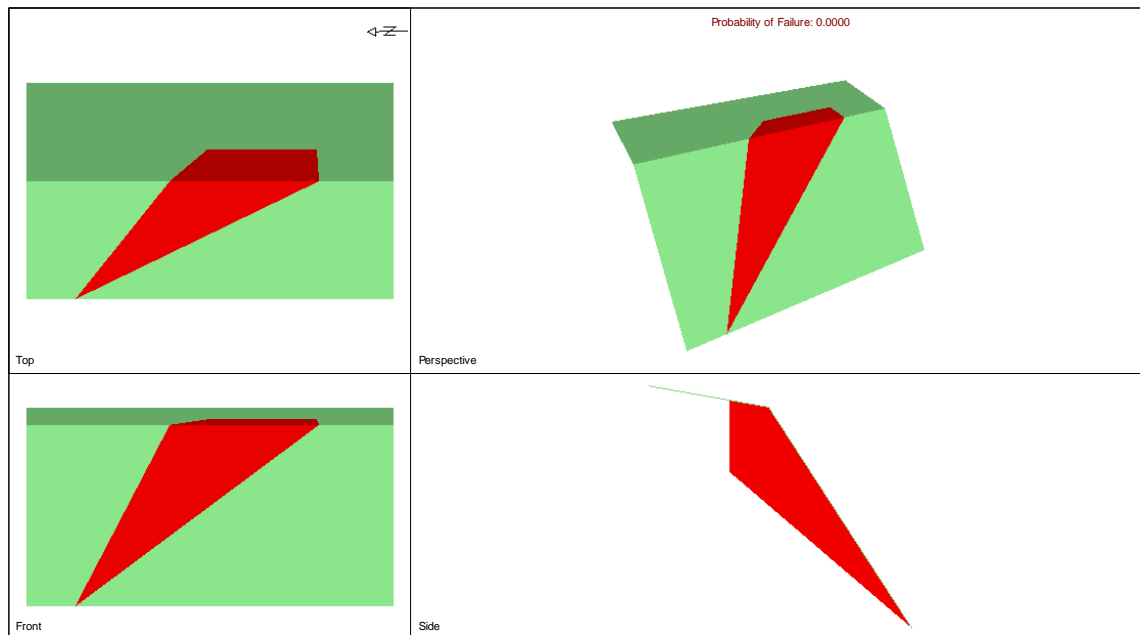 Z
Probability of Failure: 0.0000
Top
Perspective
Front
Side